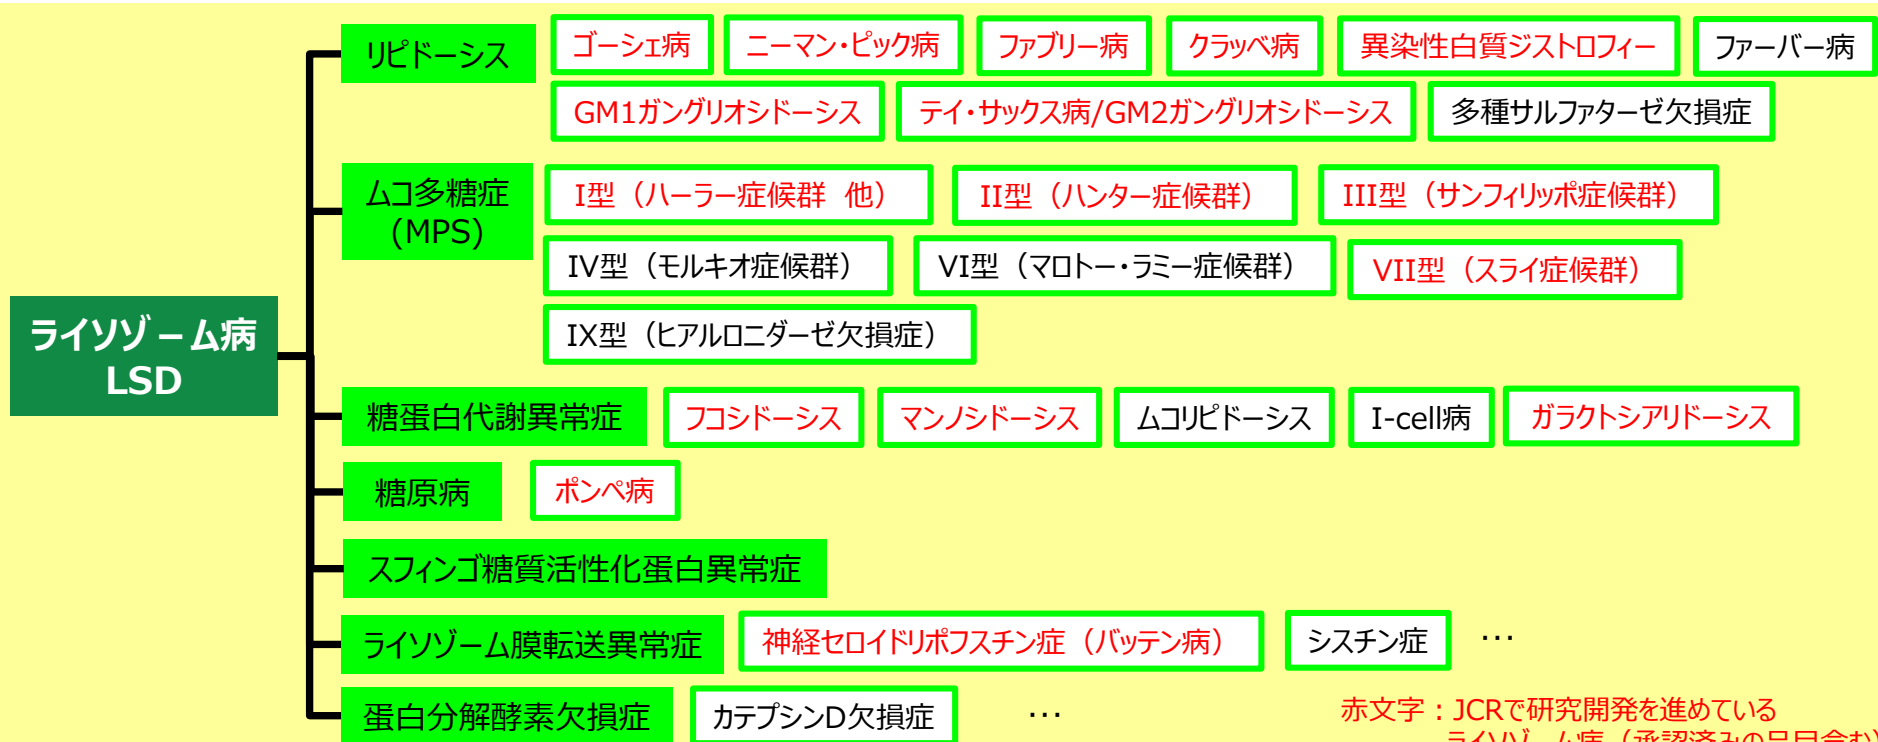 リピドーシス
ゴーシェ病
ニーマン・ピック病
ファブリー病
クラッベ病
異染性白質ジストロフィー
ファーバー病
GM1ガングリオシドーシス
テイ・サックス病/GM2ガングリオシドーシス
多種サルファターゼ欠損症
ムコ多糖症
(MPS)
I型（ハーラー症候群 他）
II型（ハンター症候群）
III型（サンフィリッポ症候群）
IV型（モルキオ症候群）
VI型（マロトー・ラミー症候群）
VII型（スライ症候群）
IX型（ヒアルロニダーゼ欠損症）
ライソゾーム病
LSD
糖蛋白代謝異常症
フコシドーシス
マンノシドーシス
ムコリピドーシス
I-cell病
ガラクトシアリドーシス
糖原病
ポンペ病
スフィンゴ糖質活性化蛋白異常症
ライソゾーム膜転送異常症
神経セロイドリポフスチン症（バッテン病）
シスチン症
…
蛋白分解酵素欠損症
カテプシンD欠損症
…
赤文字：JCRで研究開発を進めている
ライソゾーム病（承認済みの品目含む）